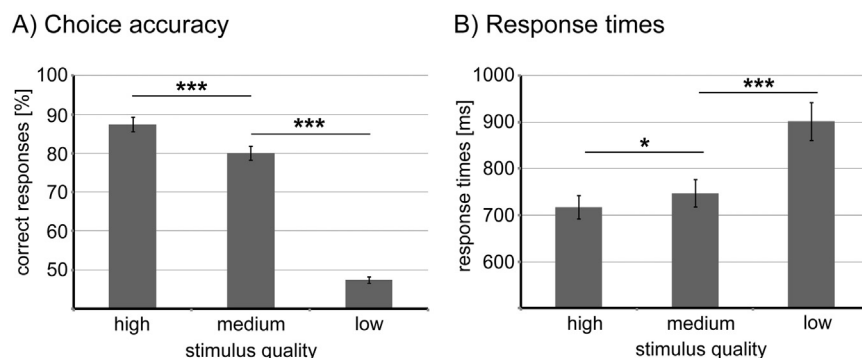 A) Choice accuracy
correct responses [%]
100
90
80
70
60
50
***
***
high medium low
stimulus quality
B) Response times
response times [ms]
1000
900
800
700
600
*
***
high medium low
stimulus quality